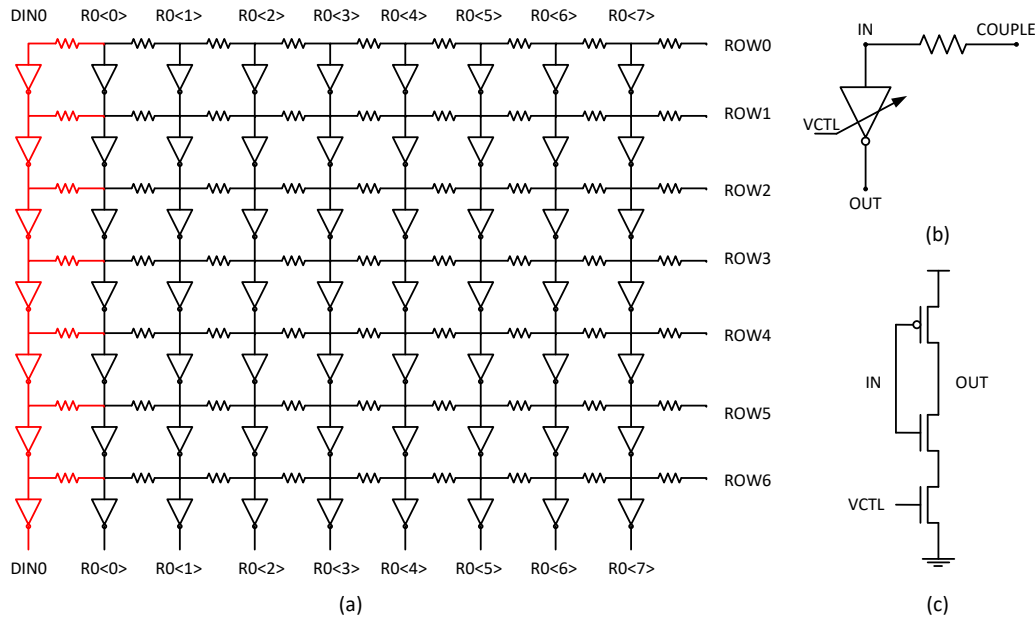 DIN0 R0<0> R0<1> R0<2> R0<3> R0<4> R0<5> R0<6> R0<7>
ROW0
ROW1
ROW2
ROW3
ROW4
ROW5
ROW6
DIN0 R0<0> R0<1> R0<2> R0<3> R0<4> R0<5> R0<6> R0<7>
(a)
IN COUPLE
VCTL
OUT
(b)
IN OUT
VCTL
(c)